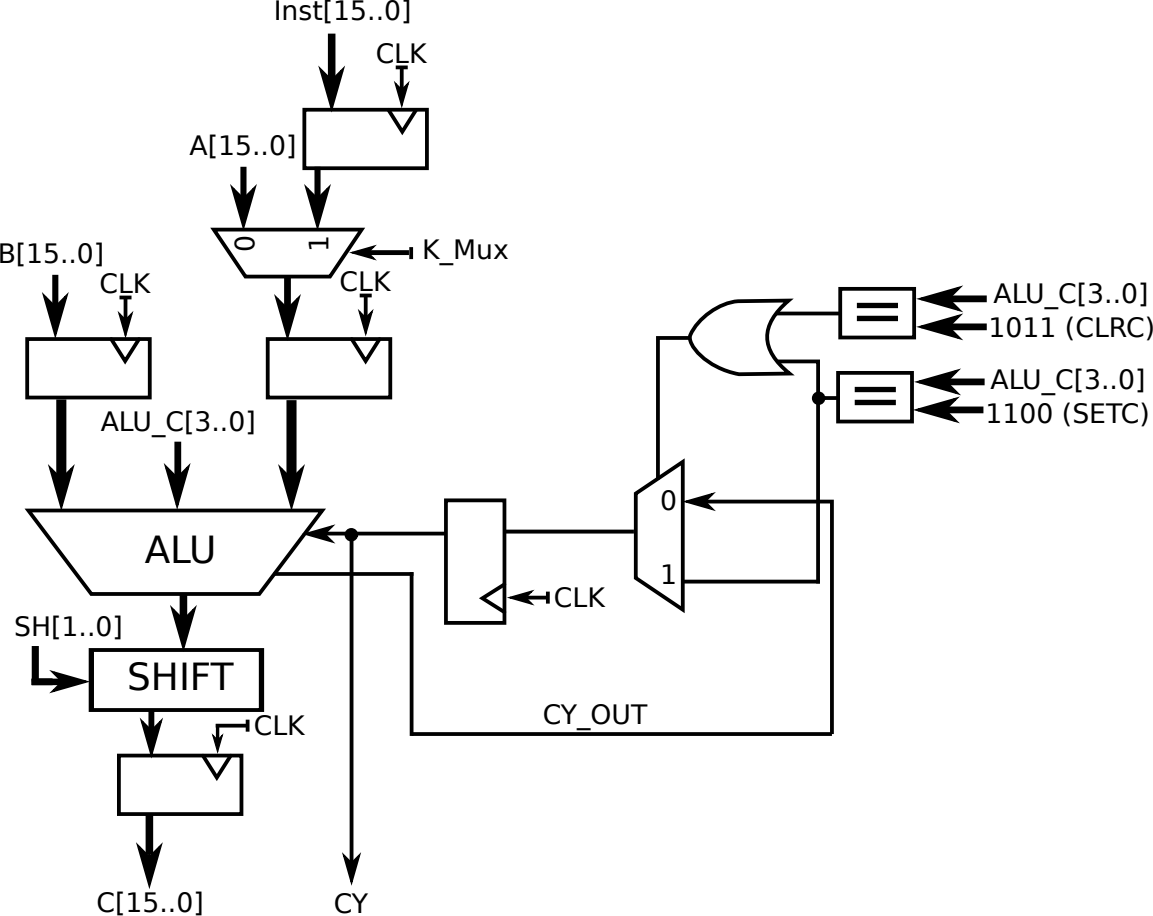 Inst[15..0]
CLK
A[15..0]
0
1
K_Mux
B[15..0]
CLK
CLK
ALU_C[3..0]
1011 (CLRC)
ALU_C[3..0]
1100 (SETC)
ALU_C[3..0]
0
1
ALU
CLK
SH[1..0]
SHIFT
CLK
CY_OUT
C[15..0]
CY